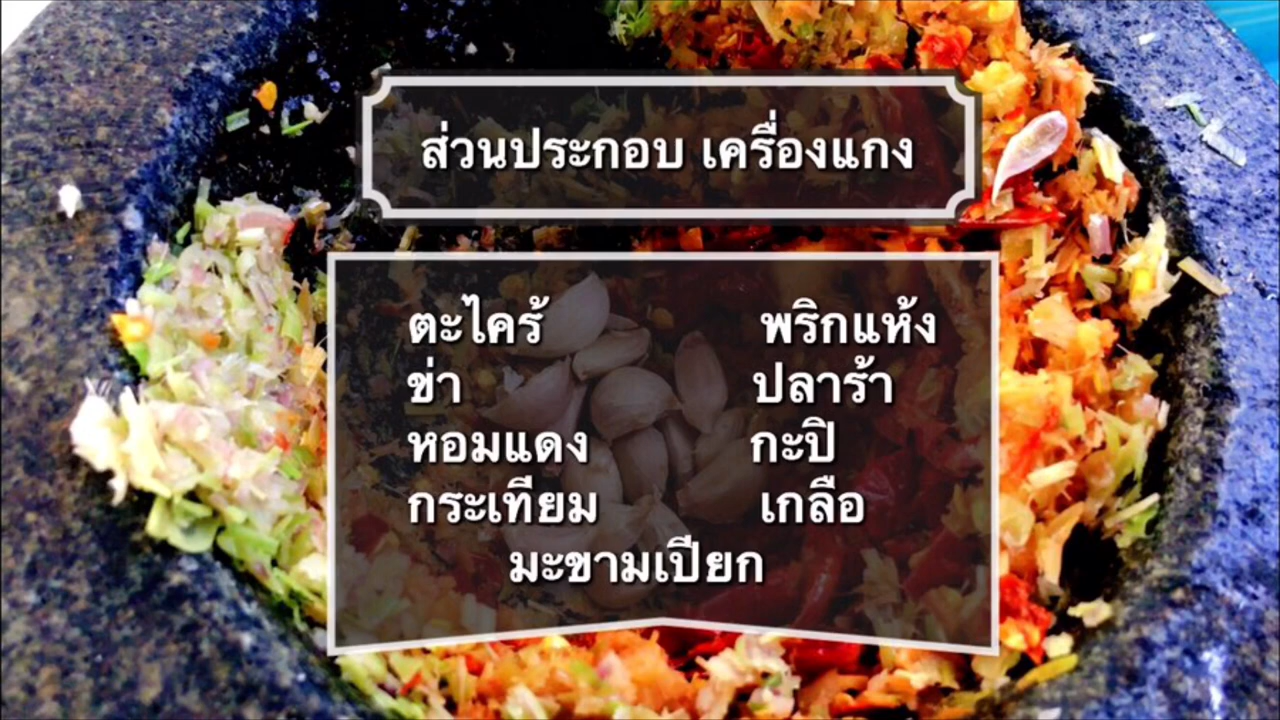 ส่วนประกอบ เครื่องแกง
ตะไคร้ พริกแห้ง
ข่า ปลาร้า
หอมแดง กะปิ
กระเทียม เกลือ
มะขามเปียก